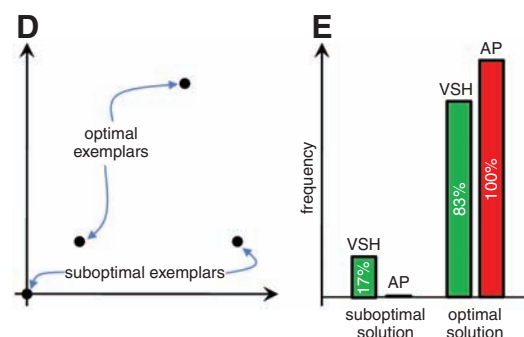 D
optimal
exemplars
suboptimal exemplars
E
frequency
VSH
17%
AP
VSH
83%
AP
100%
suboptimal
solution
optimal
solution